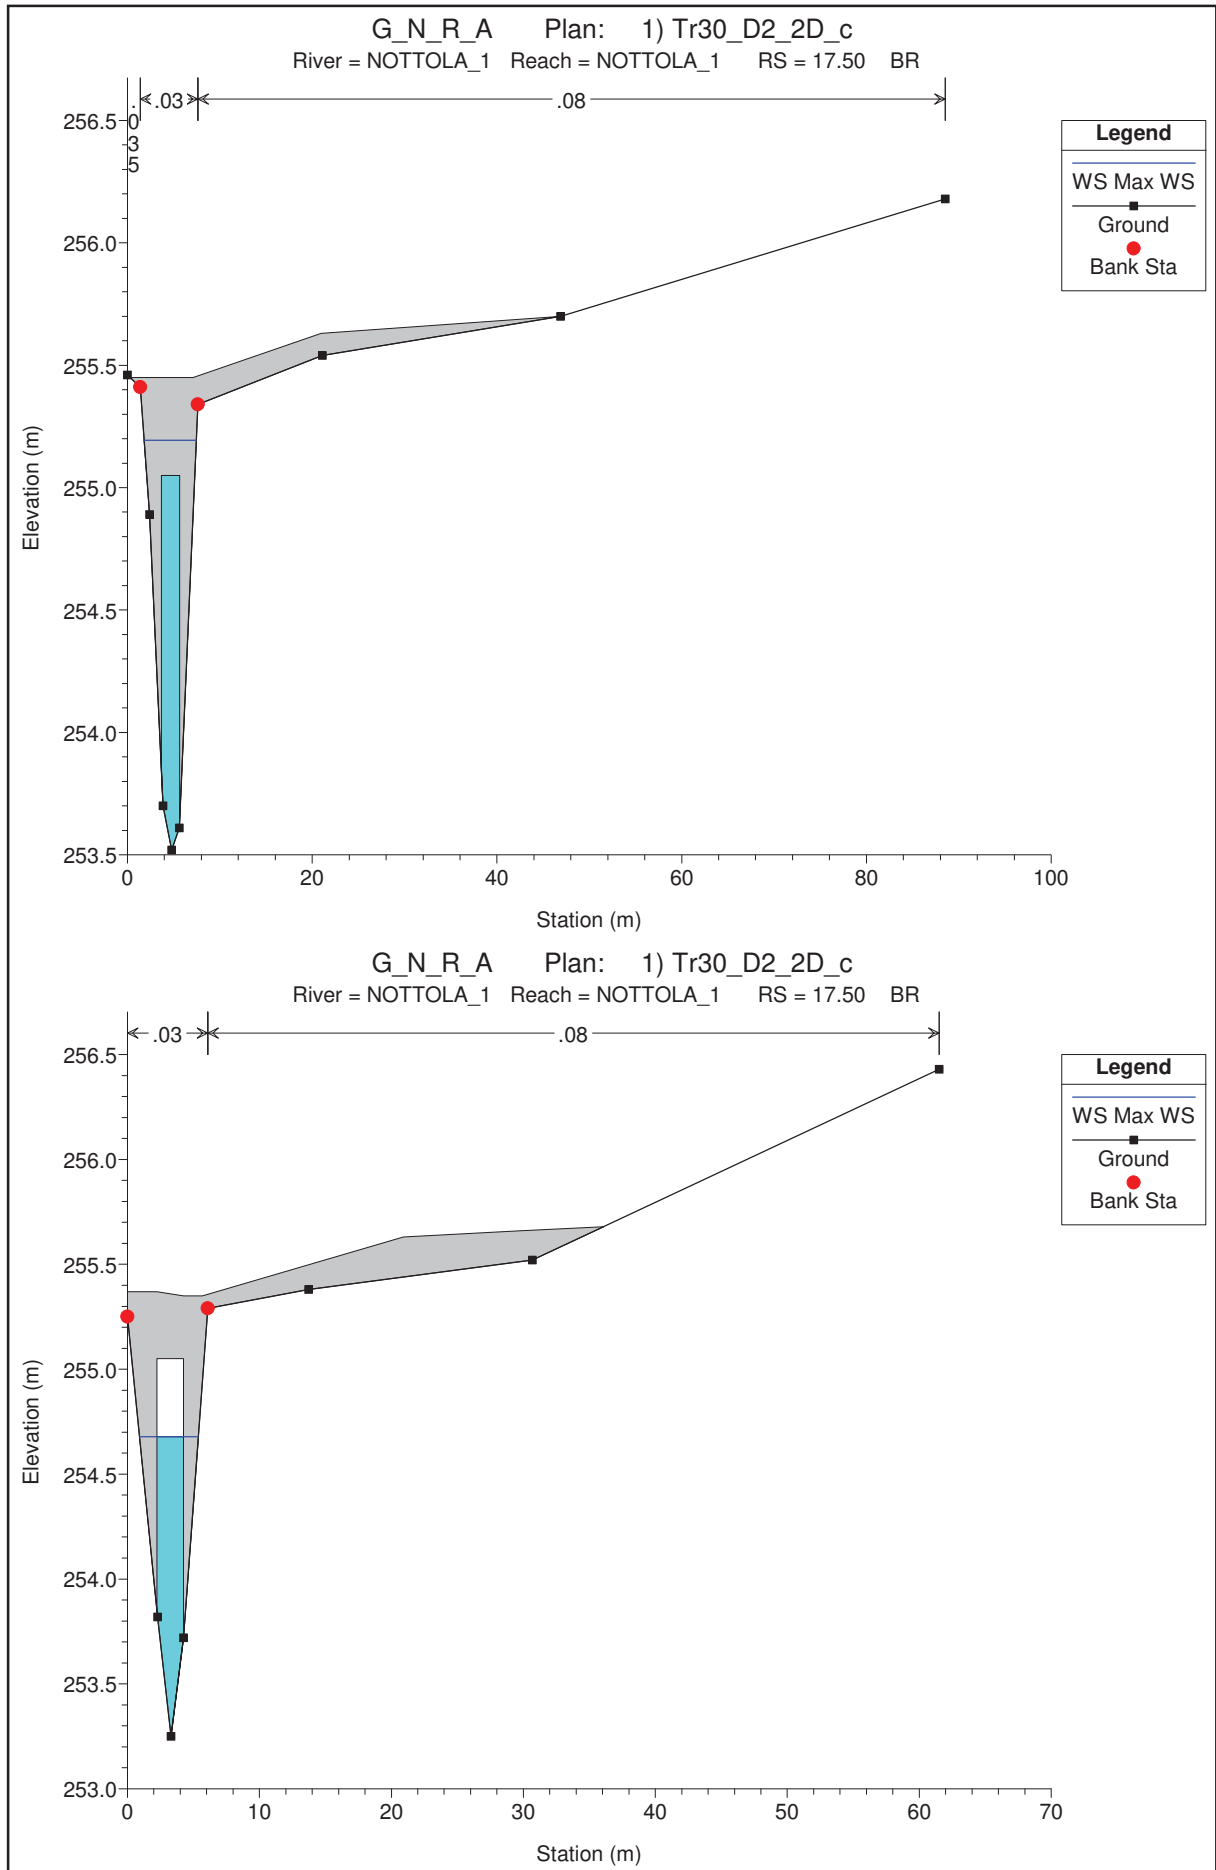 G_N_R_A Plan: 1) Tr30_D2_2D_c
River = NOTTOLA_1 Reach = NOTTOLA_1 RS = 17.50 BR
.035
.03
.08
256.5
256.0
255.5
255.0
254.5
254.0
253.5
Elevation (m)
0 20 40 60 80 100
Station (m)
Legend
WS Max WS
Ground
Bank Sta
G_N_R_A Plan: 1) Tr30_D2_2D_c
River = NOTTOLA_1 Reach = NOTTOLA_1 RS = 17.50 BR
.03
.08
256.5
256.0
255.5
255.0
254.5
254.0
253.5
253.0
Elevation (m)
0 10 20 30 40 50 60 70
Station (m)
Legend
WS Max WS
Ground
Bank Sta